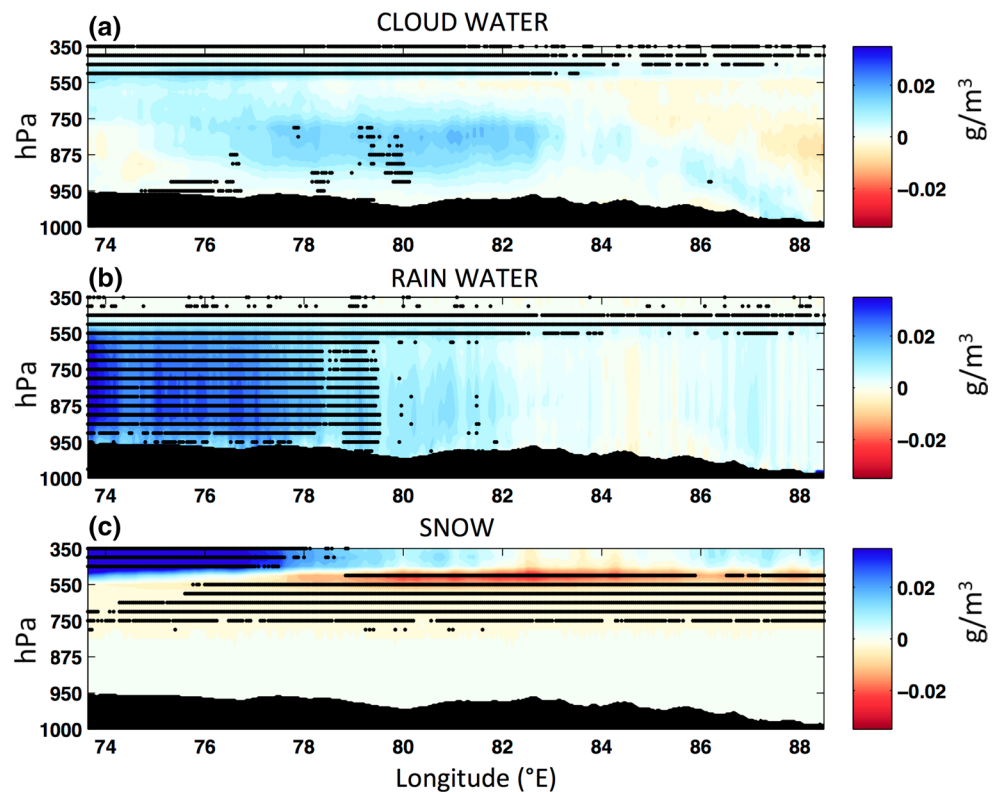 (a) CLOUD WATER
350
550
750
875
950
1000
hPa
74 76 78 80 82 84 86 88
0.02
0
−0.02
g/m³
(b) RAIN WATER
350
550
750
875
950
1000
hPa
74 76 78 80 82 84 86 88
0.02
0
−0.02
g/m³
(c) SNOW
350
550
750
875
950
1000
hPa
74 76 78 80 82 84 86 88
0.02
0
−0.02
g/m³
Longitude (°E)